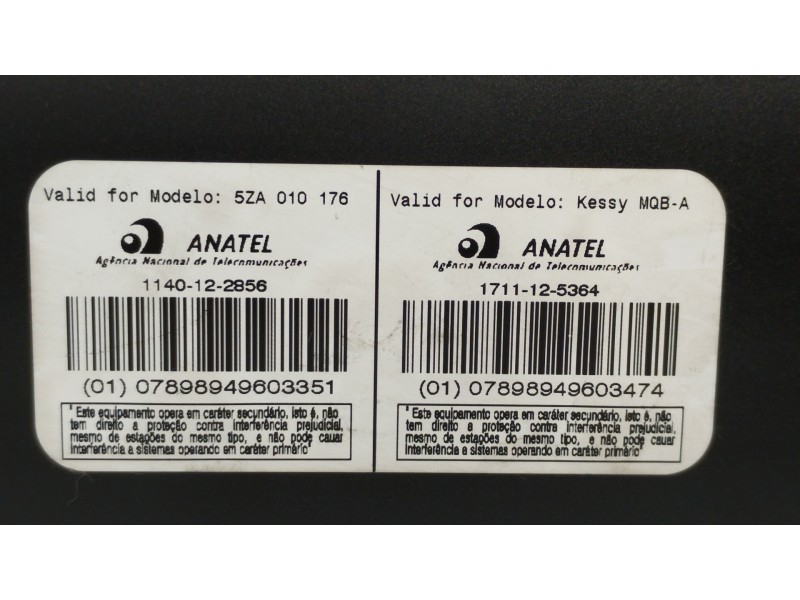 Valid for Modelo: 5ZA 010 176
ANATEL
Agência Nacional de Telecomunicações
1140-12-2856
(01) 07898949603351
"Este equipamento opera em caráter secundário, isto é, não
tem direito a proteção contra interferência prejudicial,
mesmo de estações do mesmo tipo, e não pode cauar
interferência a sistemas operando em caráter primário"
Valid for Modelo: Kessy MQB-A
ANATEL
Agência Nacional de Telecomunicações
1711-12-5364
(01) 07898949603474
"Este equipamento opera em caráter secundário, isto é, não
tem direito a proteção contra interferência prejudicial,
mesmo de estações do mesmo tipo, e não pode cauar
interferência a sistemas operando em caráter primário"